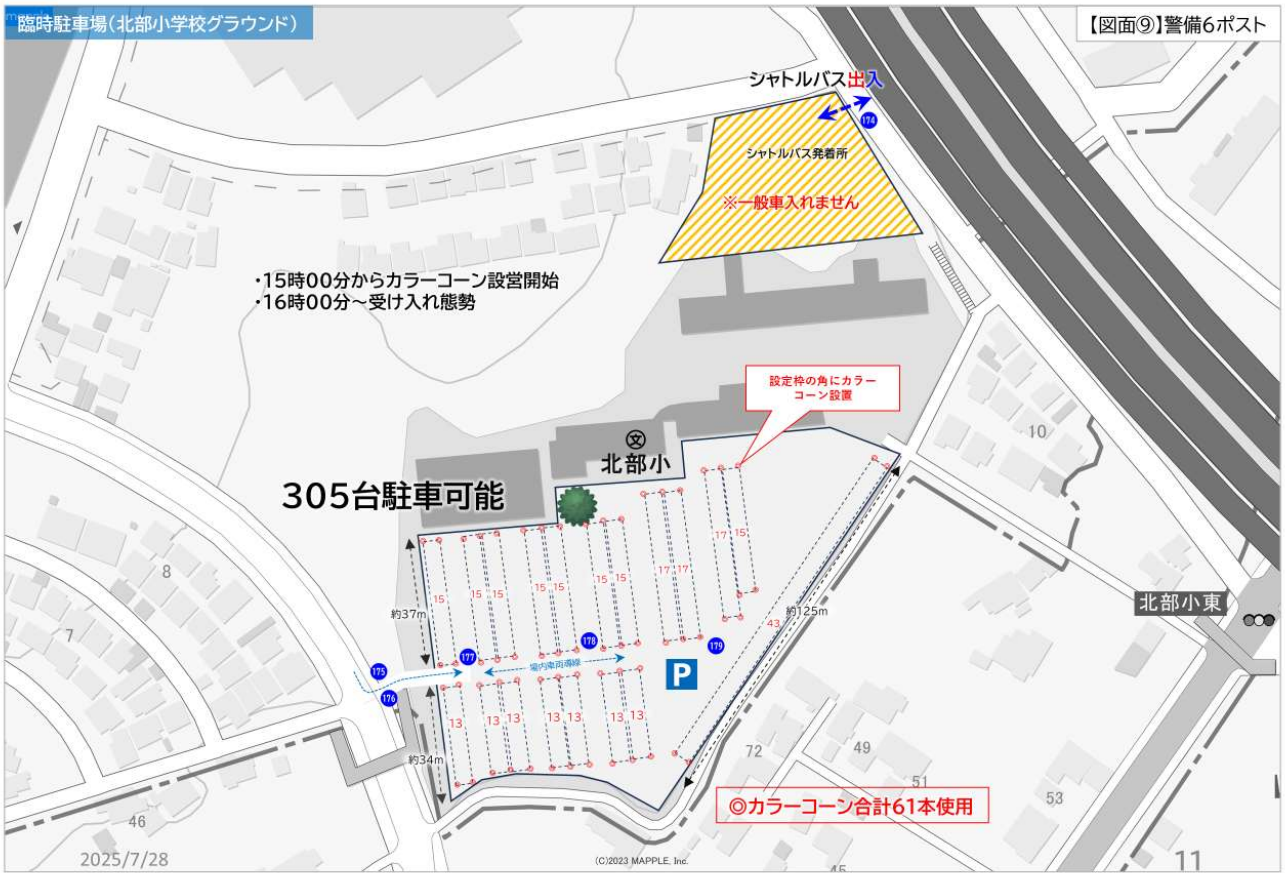 臨時駐車場(北部小学校グラウンド)
【図面⑨】警備6ポスト
シャトルバス出入
174
シャトルバス発着所
※一般車入れません
・15時00分からカラーコーン設営開始
・16時00分~受け入れ態勢
設定枠の角にカラー
コーン設置
10
文
北部小
305台駐車可能
15
15
15
15
15
15
15
17
17
17
15
43
約37m
約125m
8
7
北部小東
175
176
177
178
179
場内車両導線
P
13
13
13
13
13
13
13
約34m
72
49
51
53
46
45
11
◎カラーコーン合計61本使用
2025/7/28
(C)2023 MAPPLE, Inc.